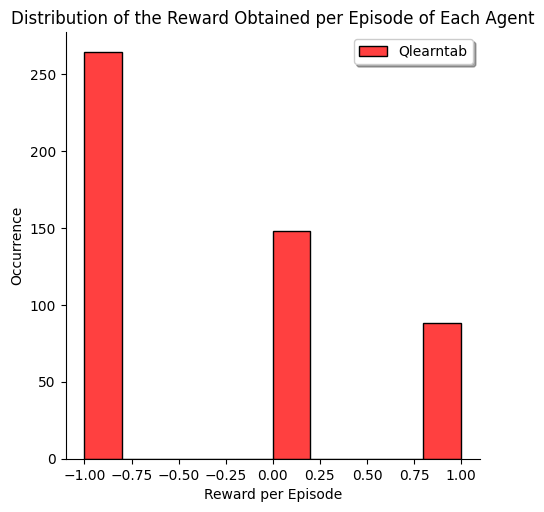 Distribution of the Reward Obtained per Episode of Each Agent
Qlearntab
250
200
150
100
50
0
Occurrence
−1.00 −0.75 −0.50 −0.25 0.00 0.25 0.50 0.75 1.00
Reward per Episode